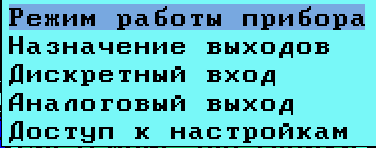 Режим работы прибора
Назначение выходов
Дискретный вход
Аналоговый выход
Доступ к настройкам